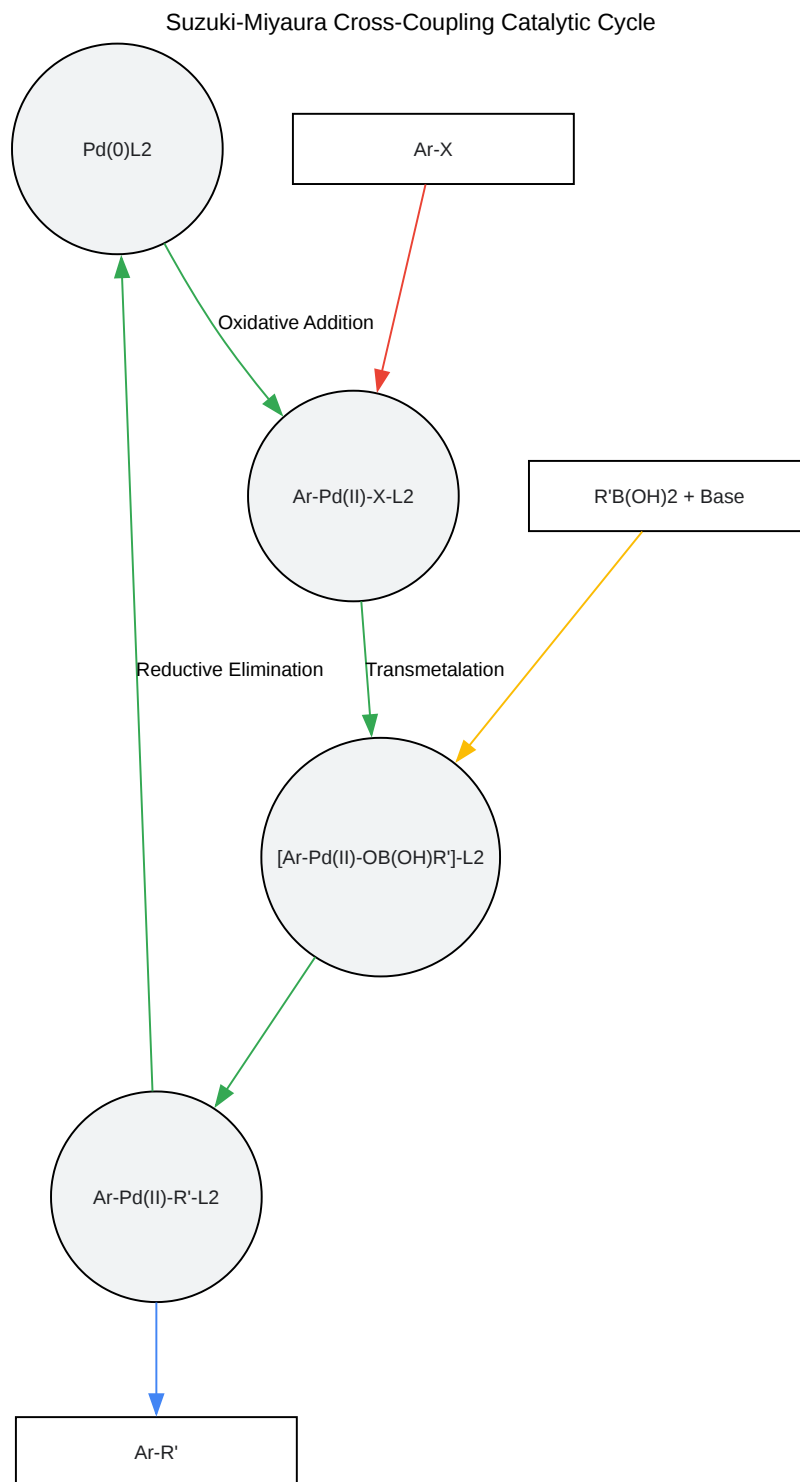 Suzuki-Miyaura Cross-Coupling Catalytic Cycle
Pd(0)L2
Ar-X
Oxidative Addition
Ar-Pd(II)-X-L2
R'B(OH)2 + Base
Reductive Elimination
Transmetalation
[Ar-Pd(II)-OB(OH)R']-L2
Ar-Pd(II)-R'-L2
Ar-R'